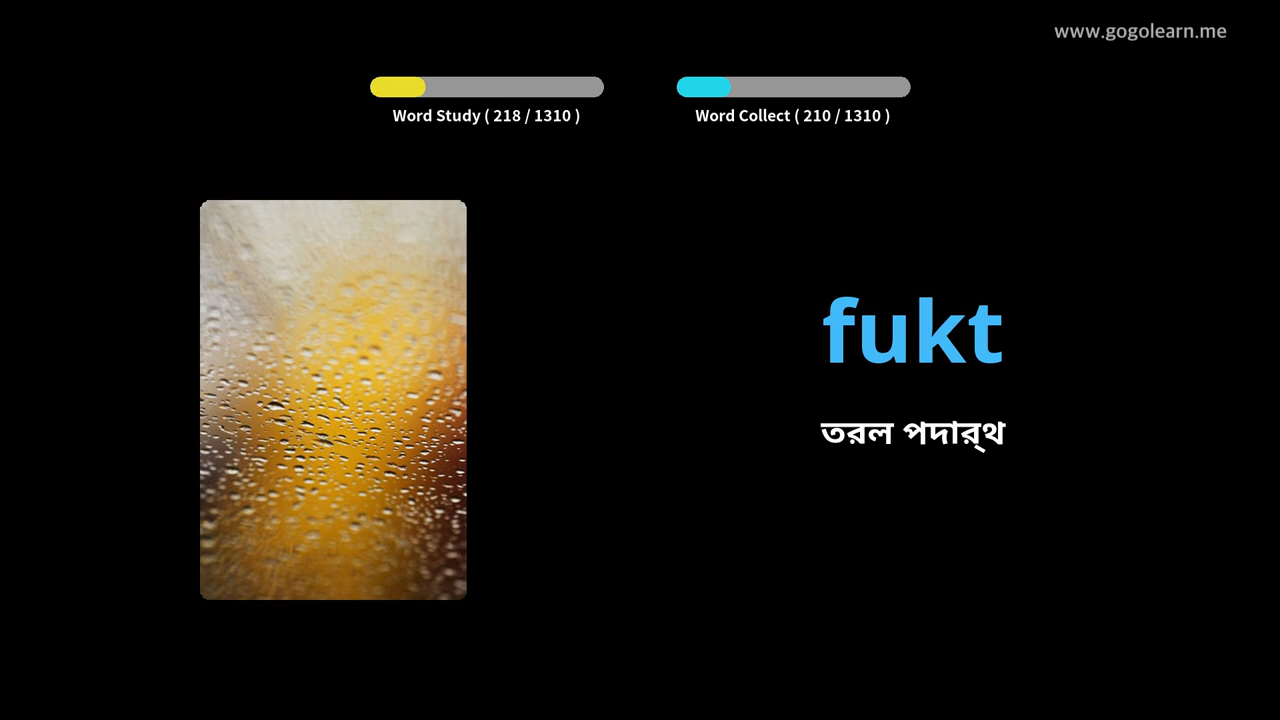 www.gogolearn.me
Word Study ( 218 / 1310 )
Word Collect ( 210 / 1310 )
fukt
তরল পদার্থ